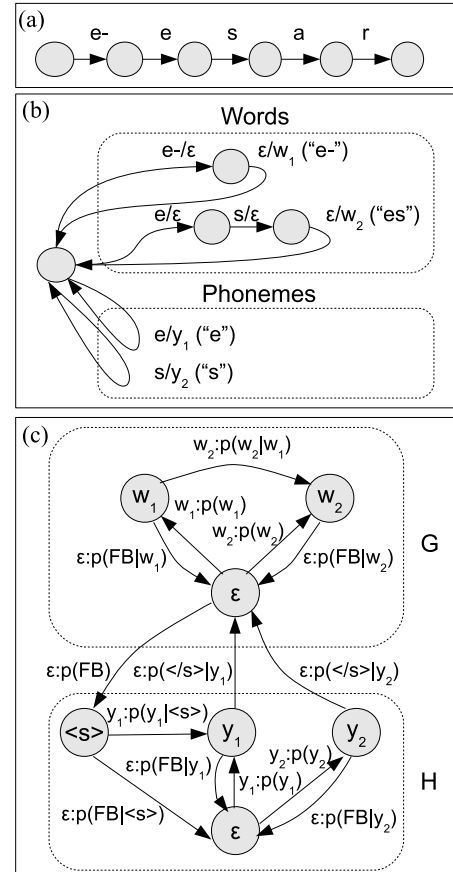 (a)
e- e s a r
(b)
Words
e-/ε
ε/w₁ (“e-”)
e/ε s/ε ε/w₂ (“es”)
Phonemes
e/y₁ (“e”)
s/y₂ (“s”)
(c)
w₂:p(w₂|w₁)
w₁ w₂
w₁:p(w₁)
w₂:p(w₂)
ε:p(FB|w₁) ε:p(FB|w₂)
G
ε
ε:p(FB) ε:p(</s>|y₁) ε:p(</s>|y₂)
y₁:p(y₁|<s>)
<s> y₁ y₂
ε:p(FB|y₁) y₂:p(y₂)
y₁:p(y₁)
H
ε:p(FB|<s>) ε ε:p(FB|y₂)